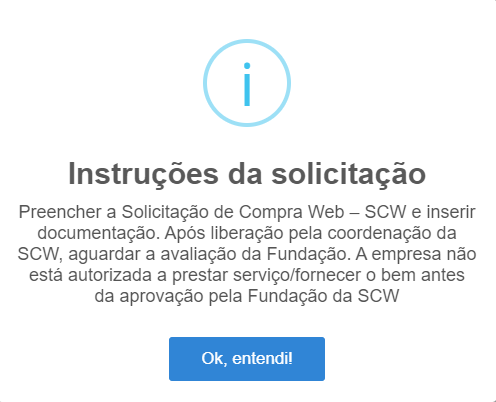 Instruções da solicitação
Preencher a Solicitação de Compra Web – SCW e inserir
documentação. Após liberação pela coordenação da
SCW, aguardar a avaliação da Fundação. A empresa não
está autorizada a prestar serviço/fornecer o bem antes
da aprovação pela Fundação da SCW
Ok, entendi!